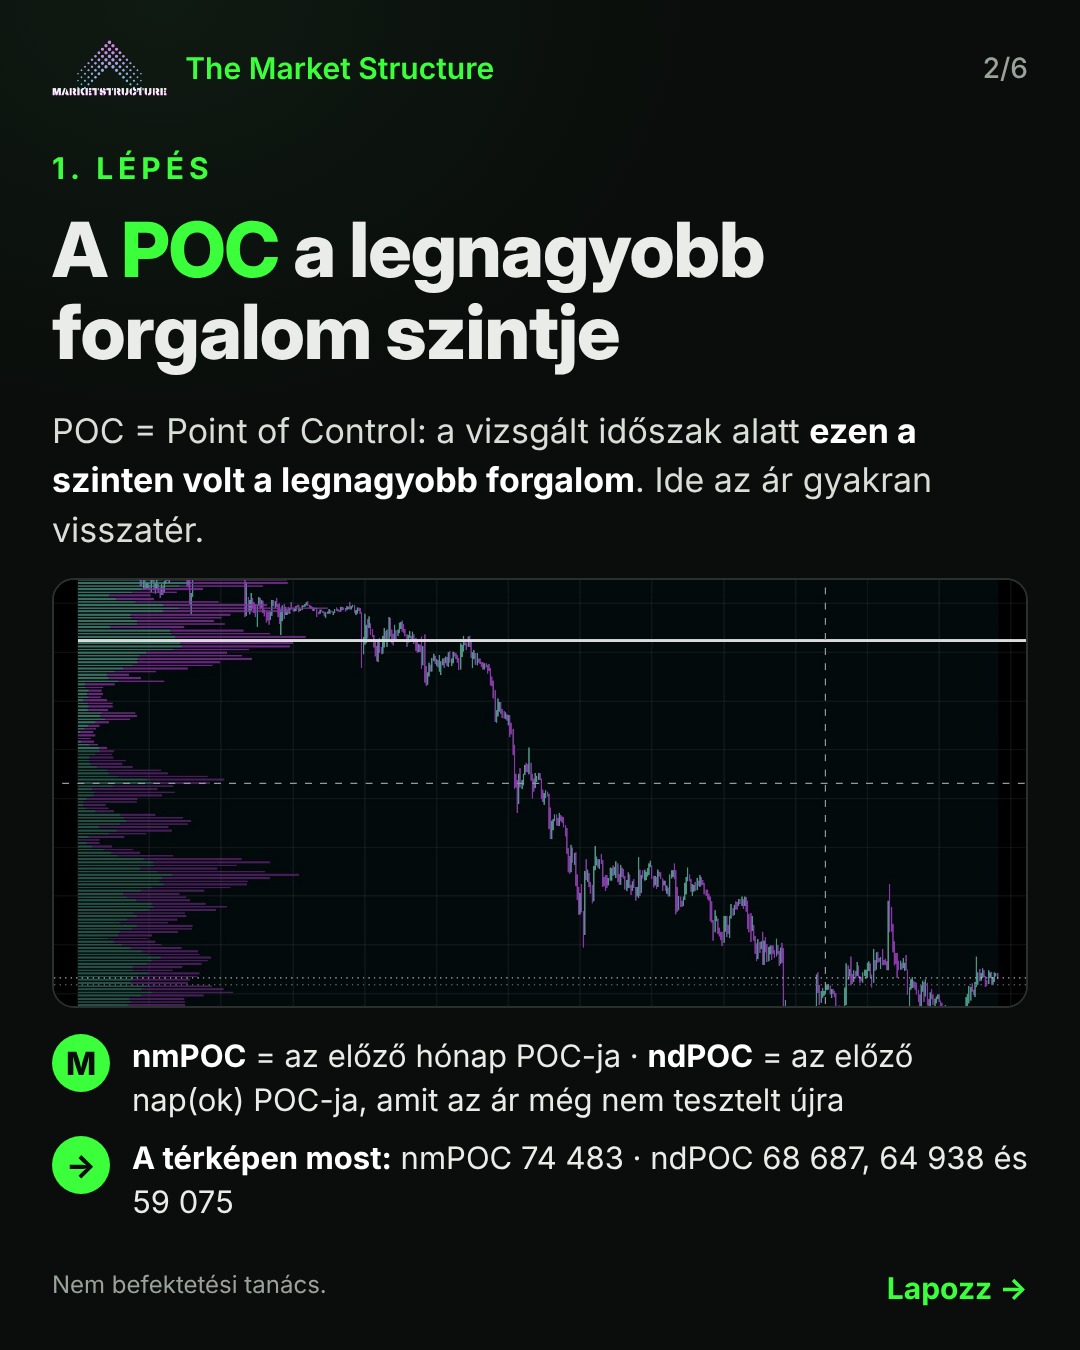 MARKETSTRUCTURE
The Market Structure
2/6
1. LÉPÉS
A POC a legnagyobb
forgalom szintje
POC = Point of Control: a vizsgált időszak alatt ezen a
szinten volt a legnagyobb forgalom. Ide az ár gyakran
visszatér.
M
nmPOC = az előző hónap POC-ja · ndPOC = az előző
nap(ok) POC-ja, amit az ár még nem tesztelt újra
→
A térképen most: nmPOC 74 483 · ndPOC 68 687, 64 938 és
59 075
Nem befektetési tanács.
Lapozz →